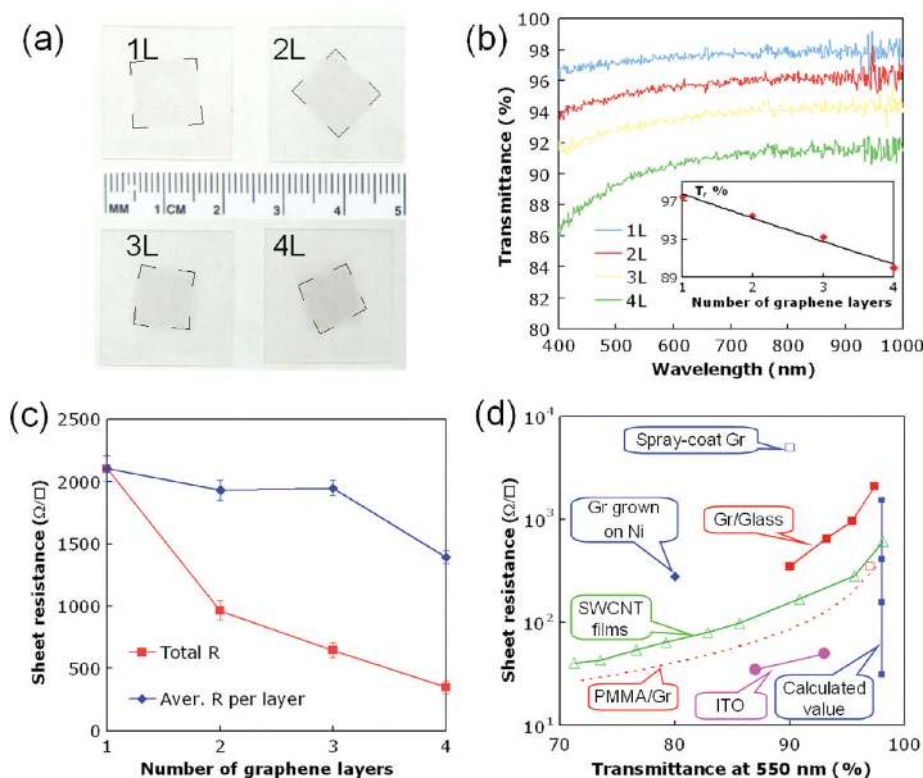 (a)
1L
2L
MM 1 CM 2 3 4 5
3L
4L
(b)
Transmittance (%)
100
98
96
94
92
90
88
86
84
82
80
1L
2L
3L
4L
T, %
97
93
89
1 2 3 4
Number of graphene layers
400 500 600 700 800 900 1000
Wavelength (nm)
(c)
Sheet resistance (Ω/□)
2500
2000
1500
1000
500
0
Total R
Aver. R per layer
1 2 3 4
Number of graphene layers
(d)
Sheet resistance (Ω/□)
10⁴
10³
10²
10¹
Spray-coat Gr
Gr grown
on Ni
Gr/Glass
SWCNT
films
PMMA/Gr
ITO
Calculated
value
70 80 90 100
Transmittance at 550 nm (%)